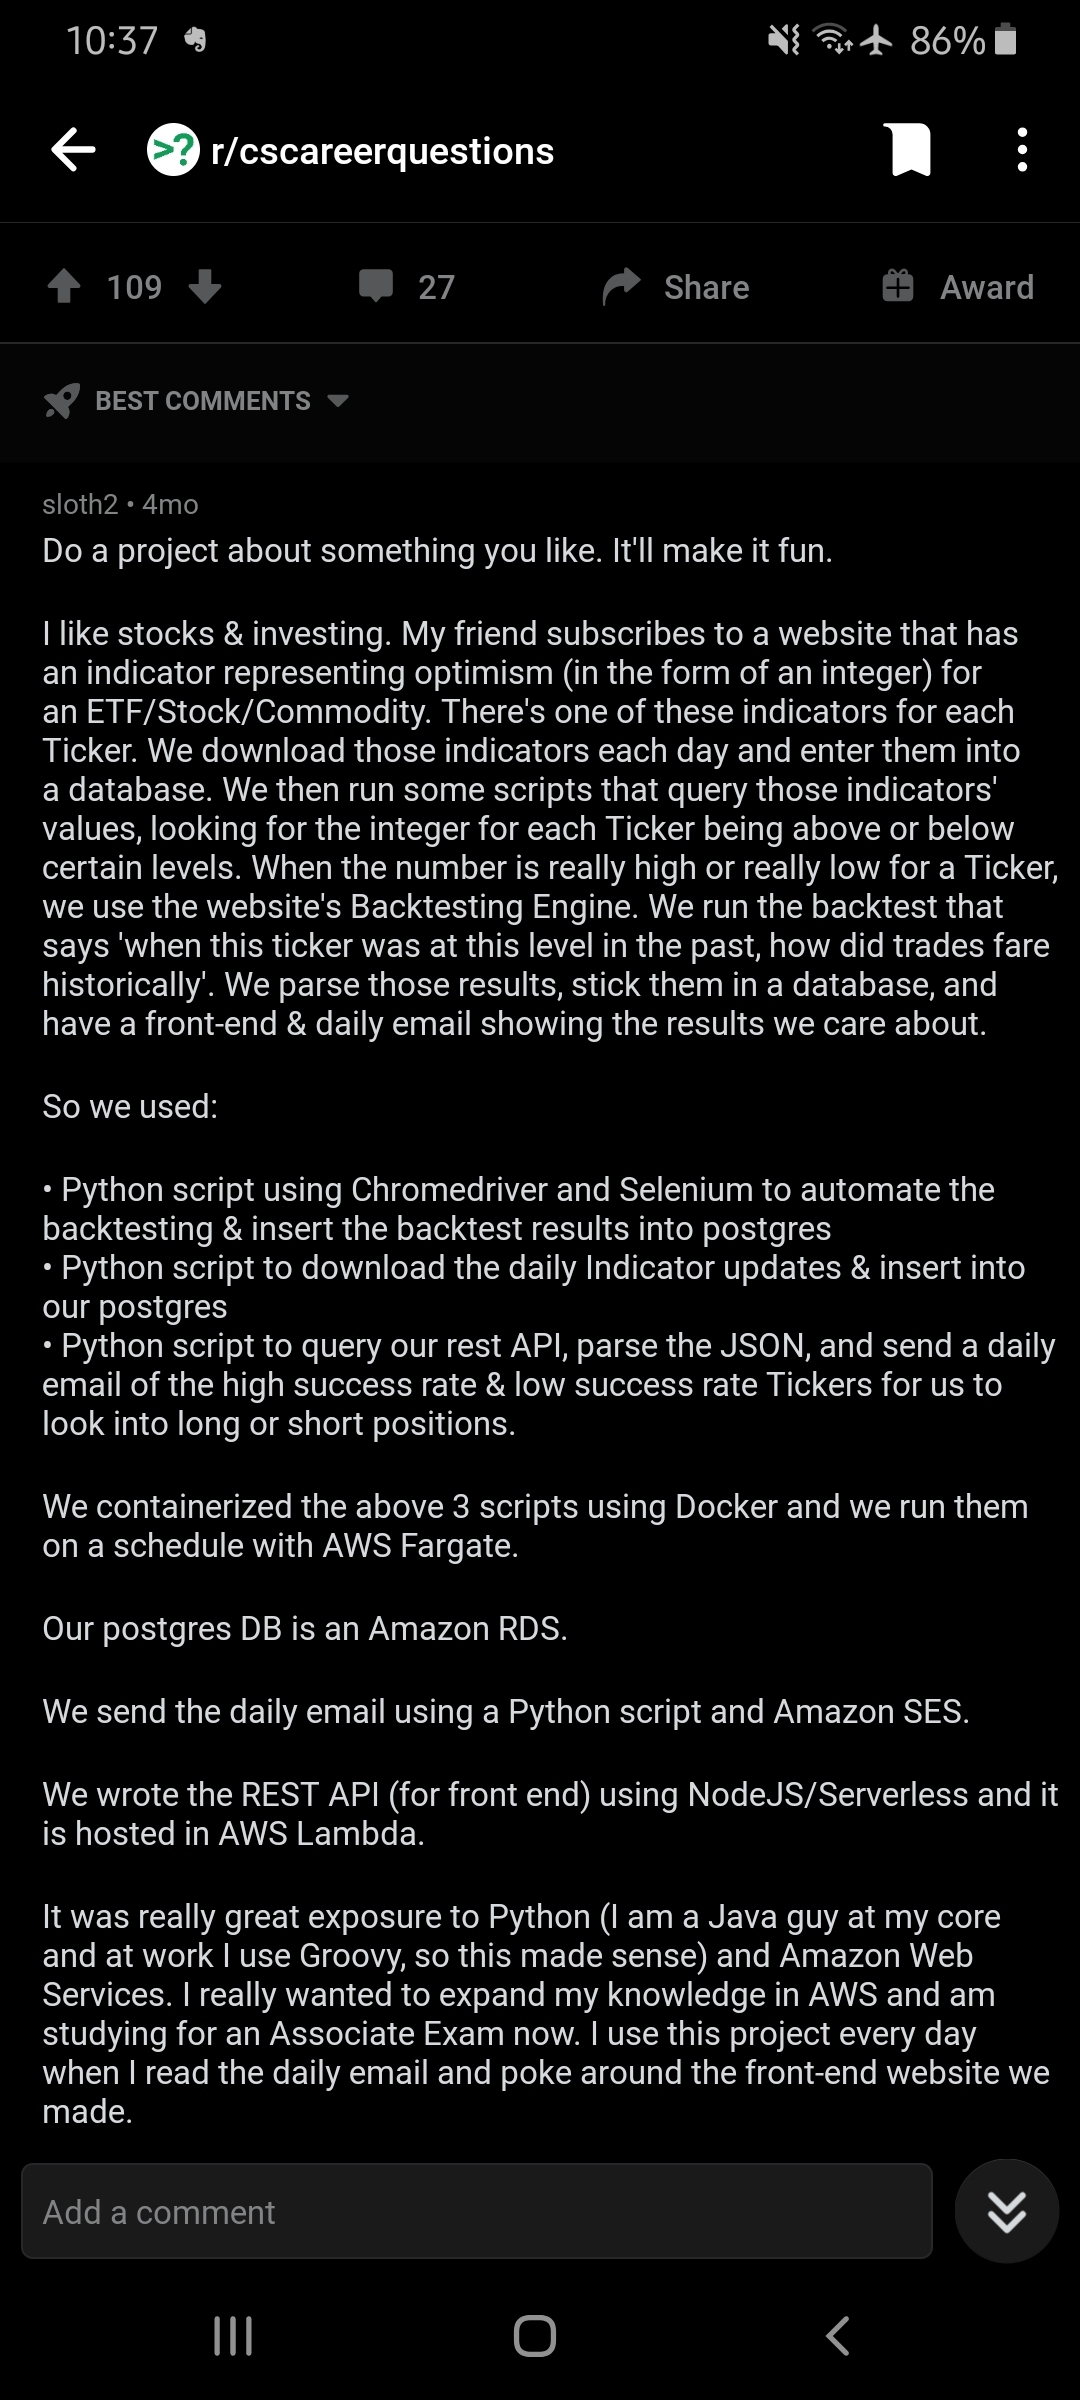 10:37
86%
>? r/cscareerquestions
109
27
Share
Award
BEST COMMENTS
sloth2 • 4mo
Do a project about something you like. It'll make it fun.
I like stocks & investing. My friend subscribes to a website that has
an indicator representing optimism (in the form of an integer) for
an ETF/Stock/Commodity. There's one of these indicators for each
Ticker. We download those indicators each day and enter them into
a database. We then run some scripts that query those indicators'
values, looking for the integer for each Ticker being above or below
certain levels. When the number is really high or really low for a Ticker,
we use the website's Backtesting Engine. We run the backtest that
says 'when this ticker was at this level in the past, how did trades fare
historically'. We parse those results, stick them in a database, and
have a front-end & daily email showing the results we care about.
So we used:
• Python script using Chromedriver and Selenium to automate the
backtesting & insert the backtest results into postgres
• Python script to download the daily Indicator updates & insert into
our postgres
• Python script to query our rest API, parse the JSON, and send a daily
email of the high success rate & low success rate Tickers for us to
look into long or short positions.
We containerized the above 3 scripts using Docker and we run them
on a schedule with AWS Fargate.
Our postgres DB is an Amazon RDS.
We send the daily email using a Python script and Amazon SES.
We wrote the REST API (for front end) using NodeJS/Serverless and it
is hosted in AWS Lambda.
It was really great exposure to Python (I am a Java guy at my core
and at work I use Groovy, so this made sense) and Amazon Web
Services. I really wanted to expand my knowledge in AWS and am
studying for an Associate Exam now. I use this project every day
when I read the daily email and poke around the front-end website we
made.
Add a comment